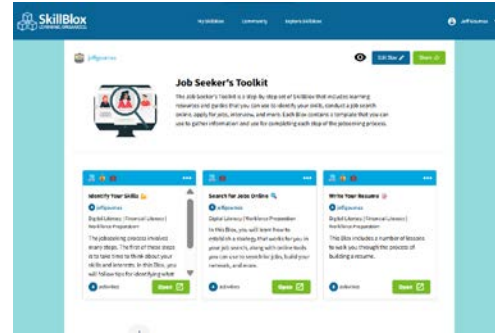 SkillBlox
LEARNING, ORGANIZED.
My SkillBlox
Community
Explore SkillBlox
jeffgoumas
jeffgoumas
Edit Blox
Share
Job Seeker's Toolkit
The Job Seeker's Toolkit is a step-by-step set of SkillBlox that includes learning
resources and guides that you can use to identify your skills, conduct a job search
online, apply for jobs, interview, and more. Each Blox contains a template that you can
use to gather information and use for completing each step of the jobseeking process.
Identify Your Skills
jeffgoumas
Digital Literacy | Financial Literacy |
Workforce Preparation
The jobseeking process involves
many steps. The first of these steps
is to take time to think about your
skills and interests. In this Blox, you
will follow tips for identifying what
activities
Open
Search for Jobs Online
jeffgoumas
Digital Literacy | Financial Literacy |
Workforce Preparation
In this Blox, you will learn how to
establish a strategy that works for you in
your job search, along with online tools
you can use to search for jobs, build your
network, and more.
activities
Open
Write Your Resume
jeffgoumas
Digital Literacy | Financial Literacy |
Workforce Preparation
This Blox includes a number of lessons
to walk you through the process of
building a resume.
activities
Open